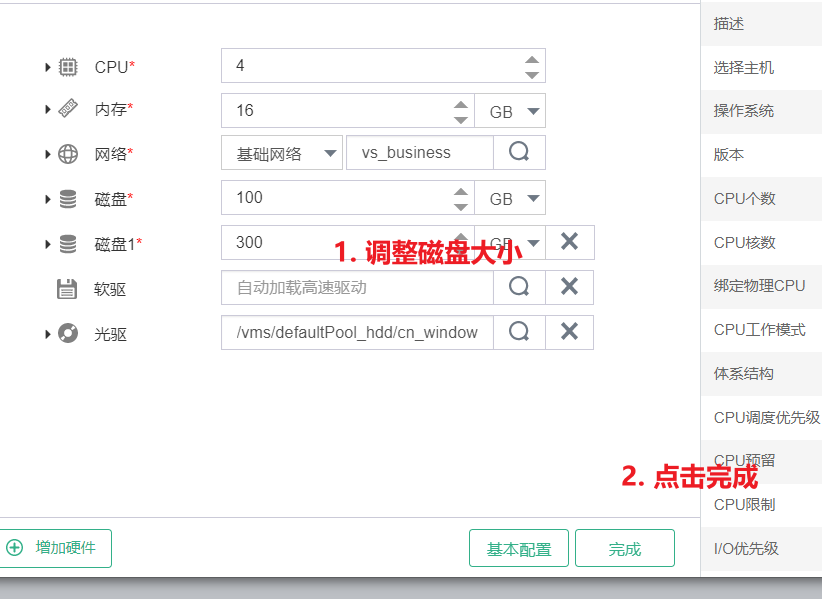 CPU*
4
内存*
16
GB
网络*
基础网络
vs_business
磁盘*
100
GB
磁盘1*
300
GB
1. 调整磁盘大小
软驱
自动加载高速驱动
光驱
/vms/defaultPool_hdd/cn_window
2. 点击完成
增加硬件
基本配置
完成
描述
选择主机
操作系统
版本
CPU个数
CPU核数
绑定物理CPU
CPU工作模式
体系结构
CPU调度优先级
CPU预留
CPU限制
I/O优先级